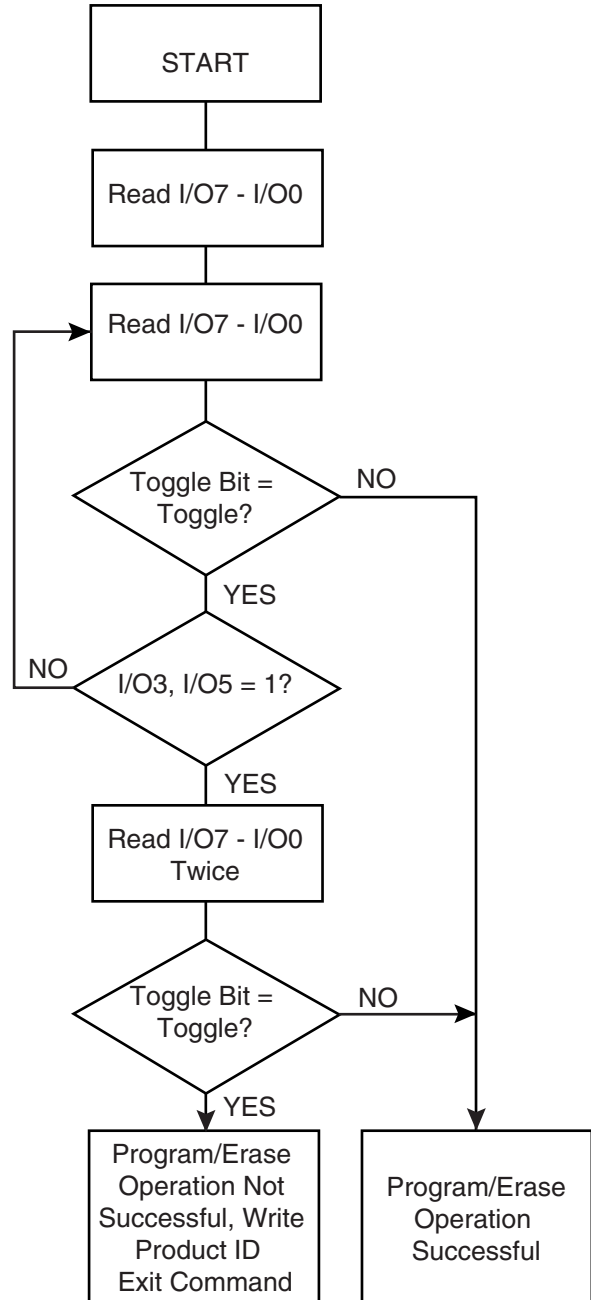 START
Read I/O7 - I/O0
Read I/O7 - I/O0
Toggle Bit =
Toggle?
NO
YES
NO
I/O3, I/O5 = 1?
YES
Read I/O7 - I/O0
Twice
Toggle Bit =
Toggle?
NO
YES
Program/Erase
Operation Not
Successful, Write
Product ID
Exit Command
Program/Erase
Operation
Successful